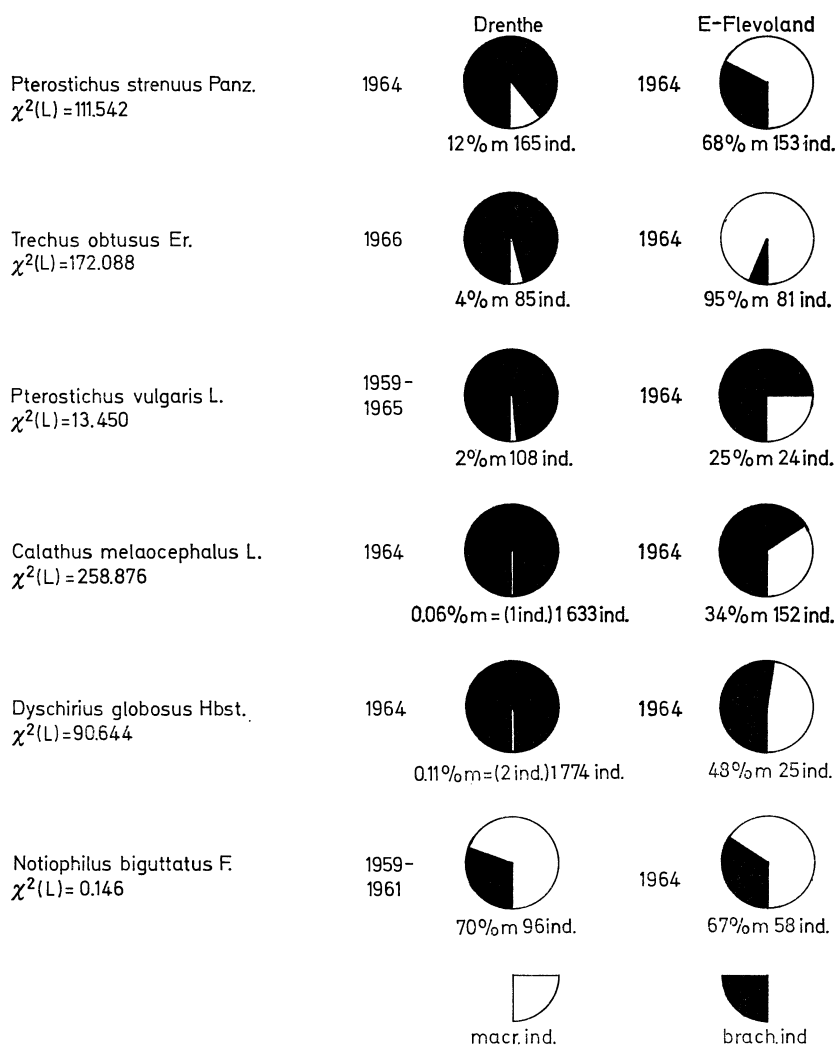 Drenthe E-Flevoland
Pterostichus strenuus Panz. 1964 1964
χ²(L) = 111.542
12% m 165 ind. 68% m 153 ind.
Trechus obtusus Er. 1966 1964
χ²(L) = 172.088
4% m 85 ind. 95% m 81 ind.
Pterostichus vulgaris L. 1959- 1964
χ²(L) = 13.450 1965
2% m 108 ind. 25% m 24 ind.
Calathus melaocephalus L. 1964 1964
χ²(L) = 258.876
0.06% m = (1 ind.) 1633 ind. 34% m 152 ind.
Dyschirius globosus Hbst. 1964 1964
χ²(L) = 90.644
0.11% m = (2 ind.) 1774 ind. 48% m 25 ind.
Notiophilus biguttatus F. 1959- 1964
χ²(L) = 0.146 1961
70% m 96 ind. 67% m 58 ind.
macr. ind. brach. ind